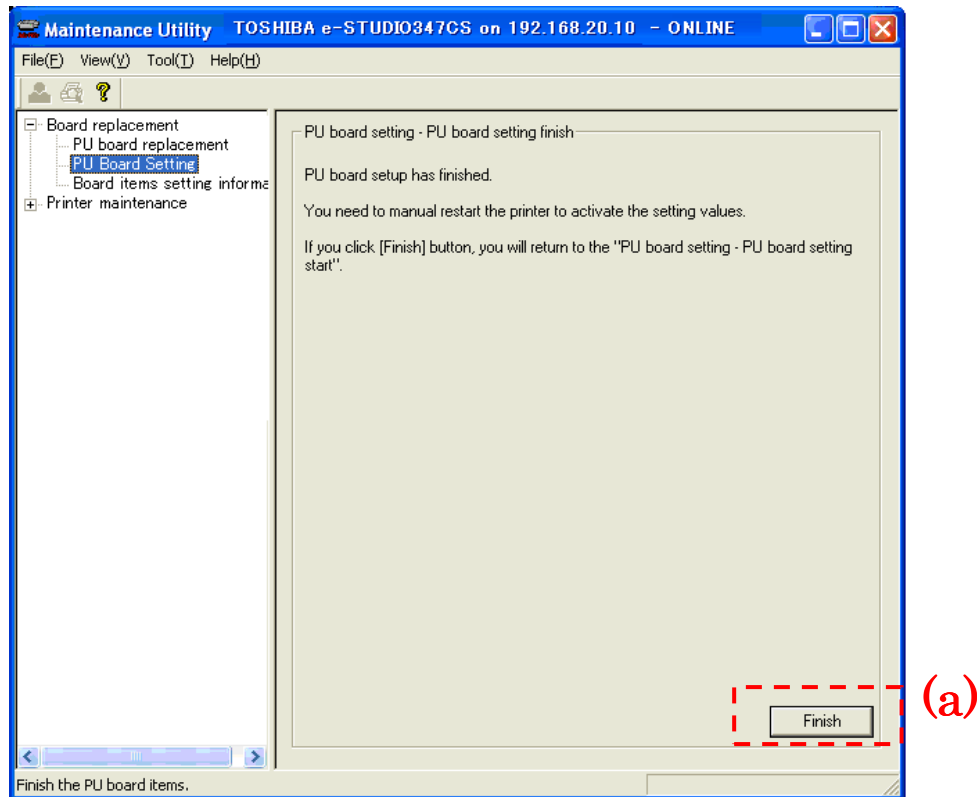 Maintenance Utility TOSHIBA e-STUDIO347CS on 192.168.20.10 - ONLINE
File(F) View(V) Tool(T) Help(H)
Board replacement
PU board replacement
PU Board Setting
Board items setting informa
Printer maintenance
PU board setting - PU board setting finish
PU board setup has finished.
You need to manual restart the printer to activate the setting values.
If you click [Finish] button, you will return to the "PU board setting - PU board setting
start".
Finish
(a)
Finish the PU board items.